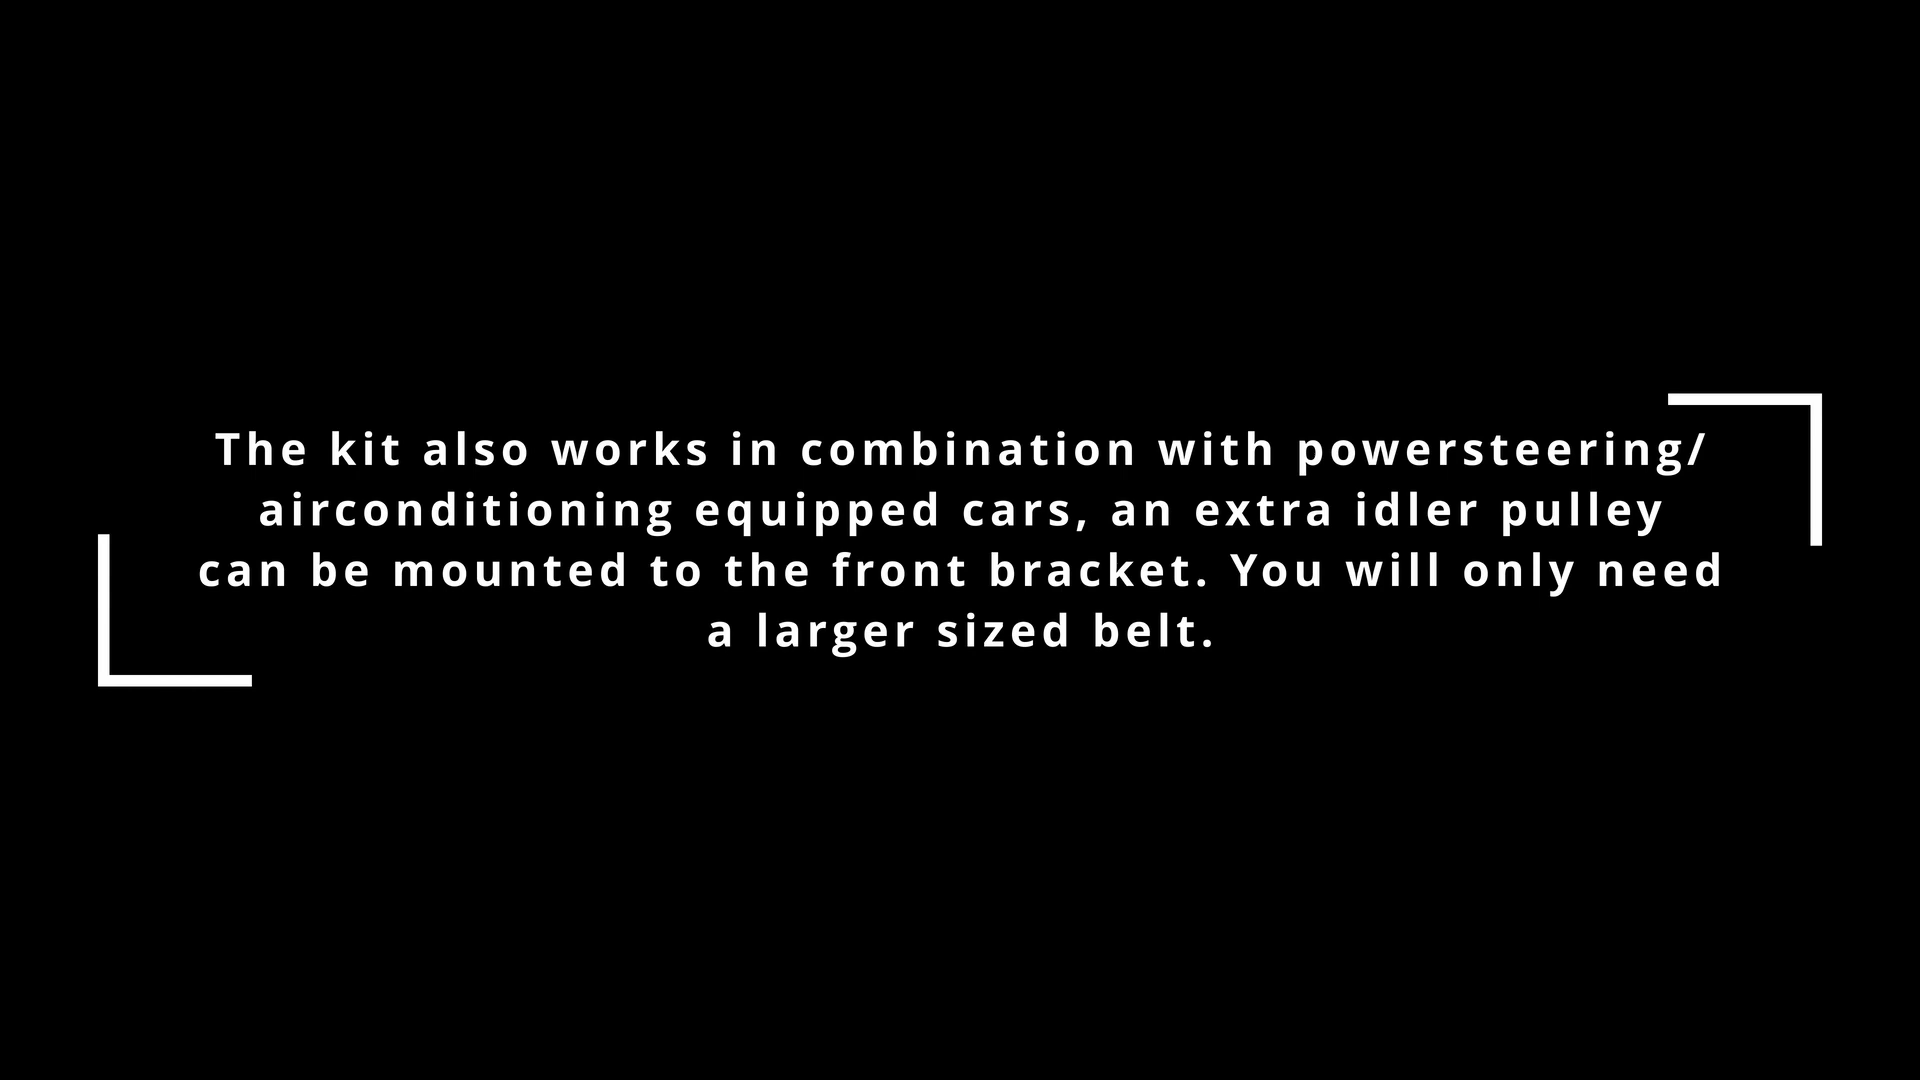 The kit also works in combination with powersteering/
airconditioning equipped cars, an extra idler pulley
can be mounted to the front bracket. You will only need
a larger sized belt.